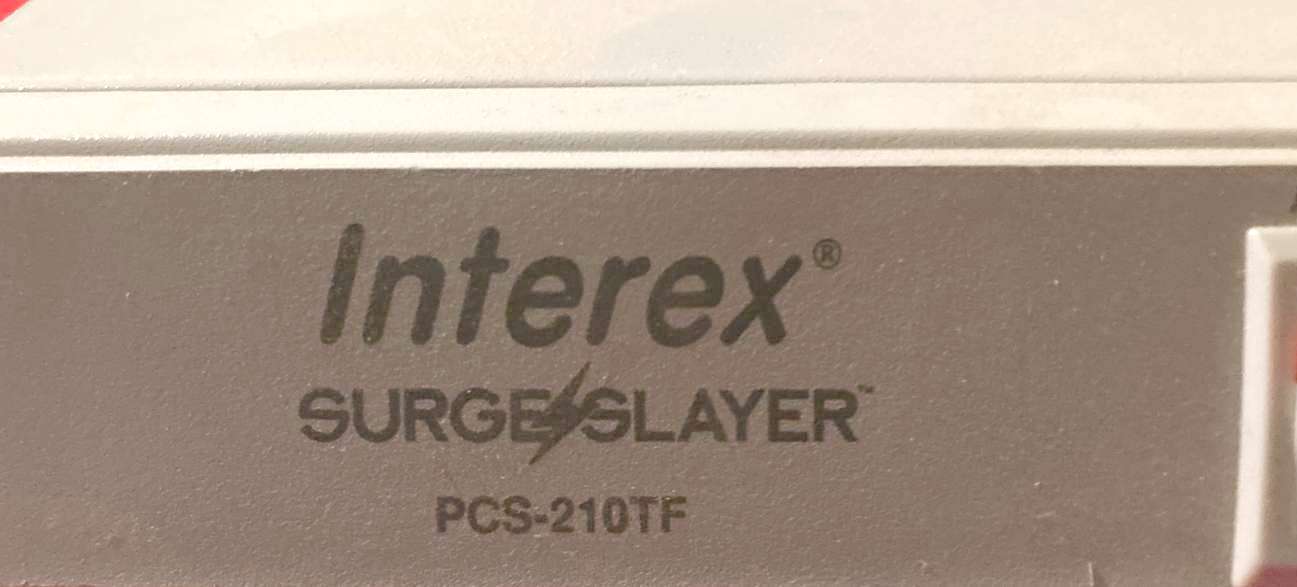 Interex®
SURGE SLAYER™
PCS-210TF